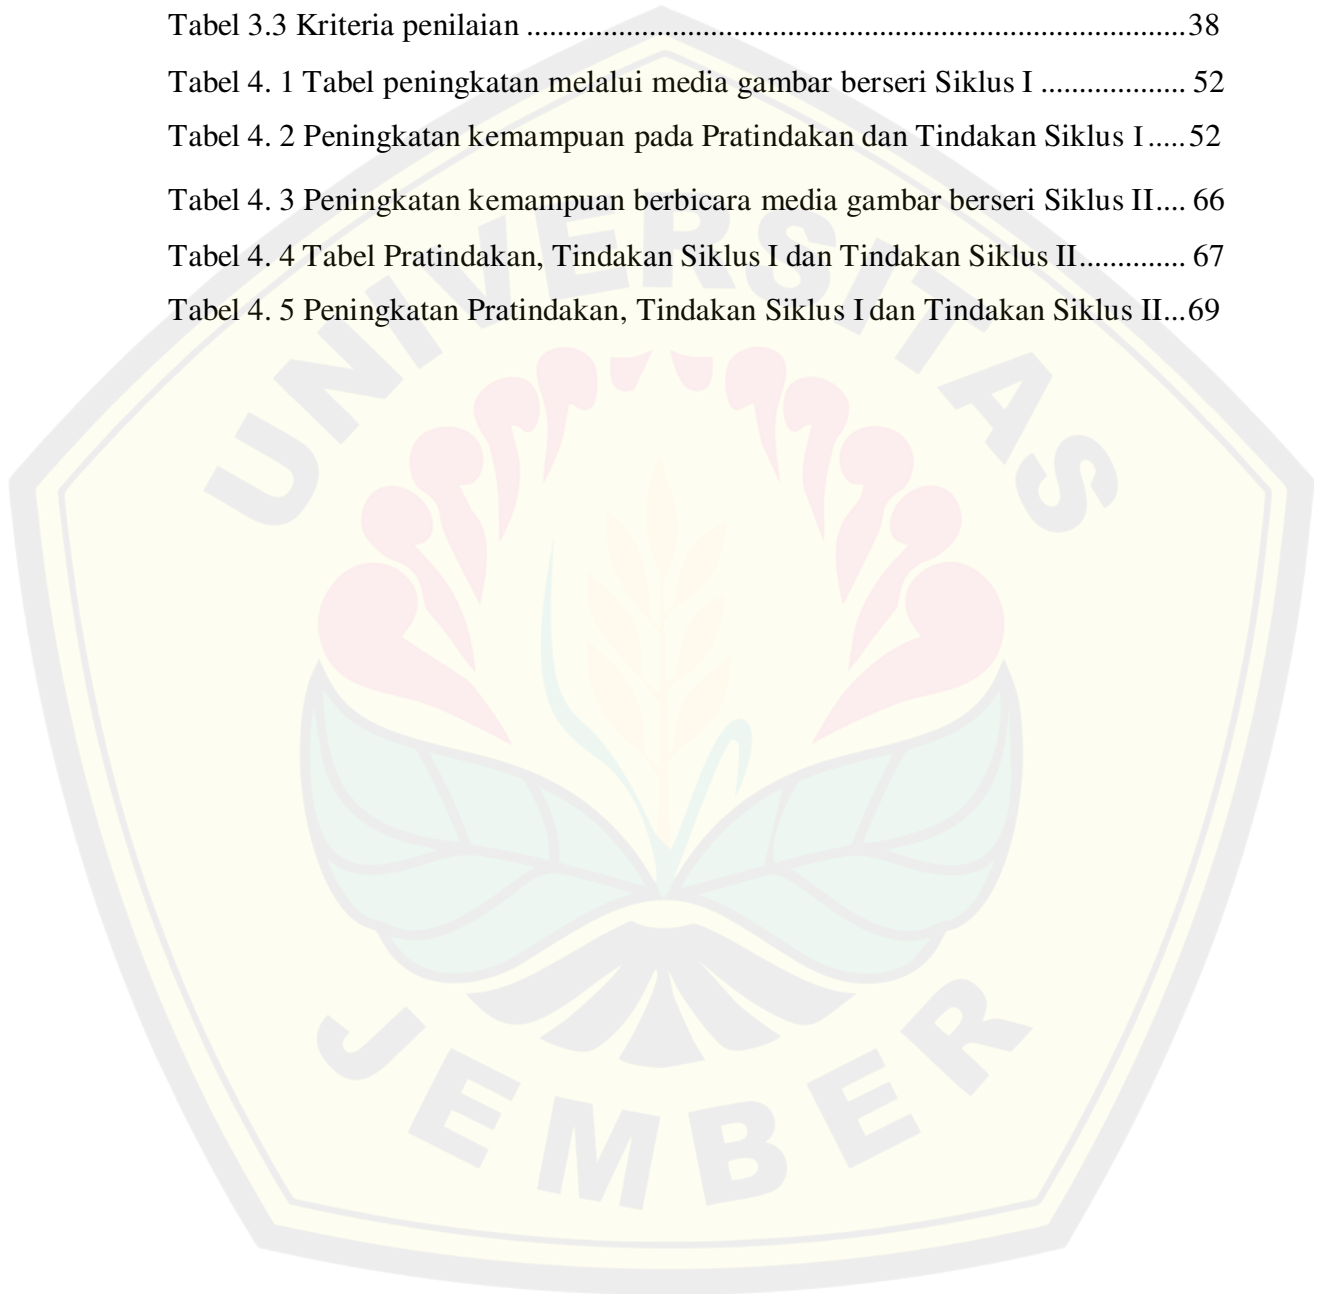 Tabel 3.3 Kriteria penilaian ......................................................................................38
Tabel 4. 1 Tabel peningkatan melalui media gambar berseri Siklus I ................... 52
Tabel 4. 2 Peningkatan kemampuan pada Pratindakan dan Tindakan Siklus I.....52
Tabel 4. 3 Peningkatan kemampuan berbicara media gambar berseri Siklus II.... 66
Tabel 4. 4 Tabel Pratindakan, Tindakan Siklus I dan Tindakan Siklus II.............. 67
Tabel 4. 5 Peningkatan Pratindakan, Tindakan Siklus I dan Tindakan Siklus II...69
UNIVERSITAS
JEMBER